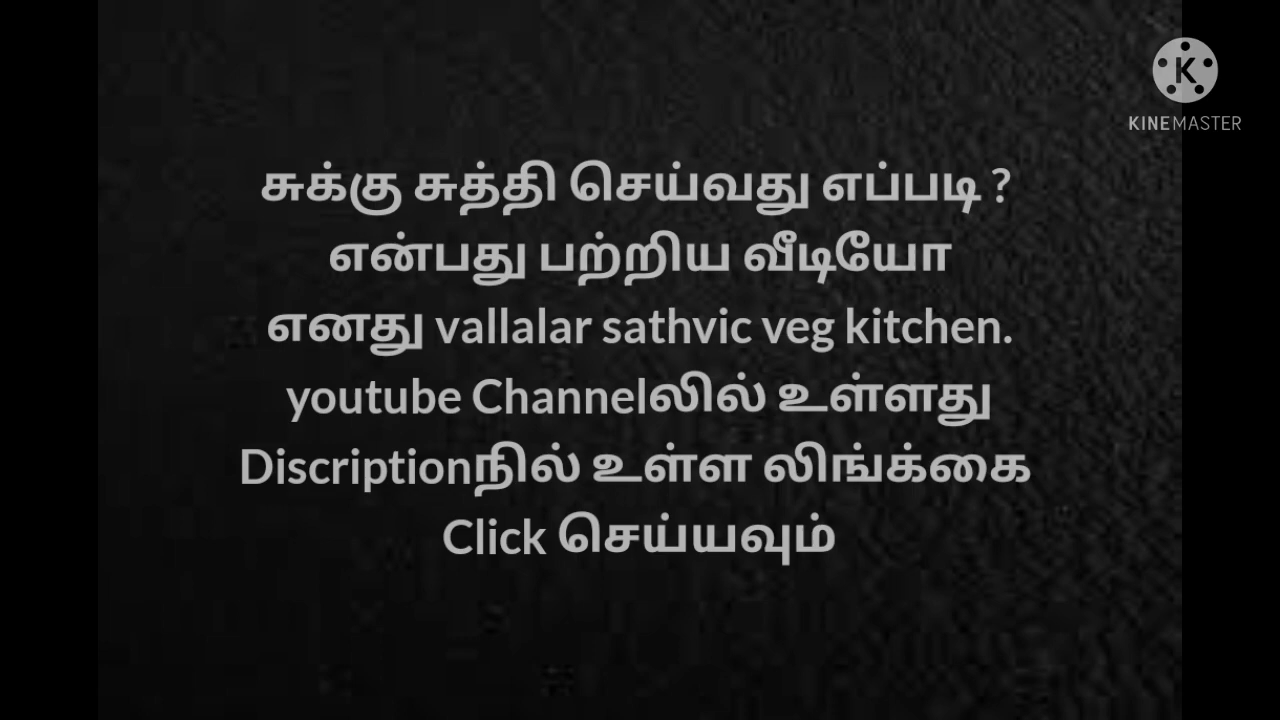 KINEMASTER
சுக்கு சுத்தி செய்வது எப்படி ?
என்பது பற்றிய வீடியோ
எனது vallalar sathvic veg kitchen.
youtube Channelலில் உள்ளது
Discriptionநில் உள்ள லிங்க்கை
Click செய்யவும்